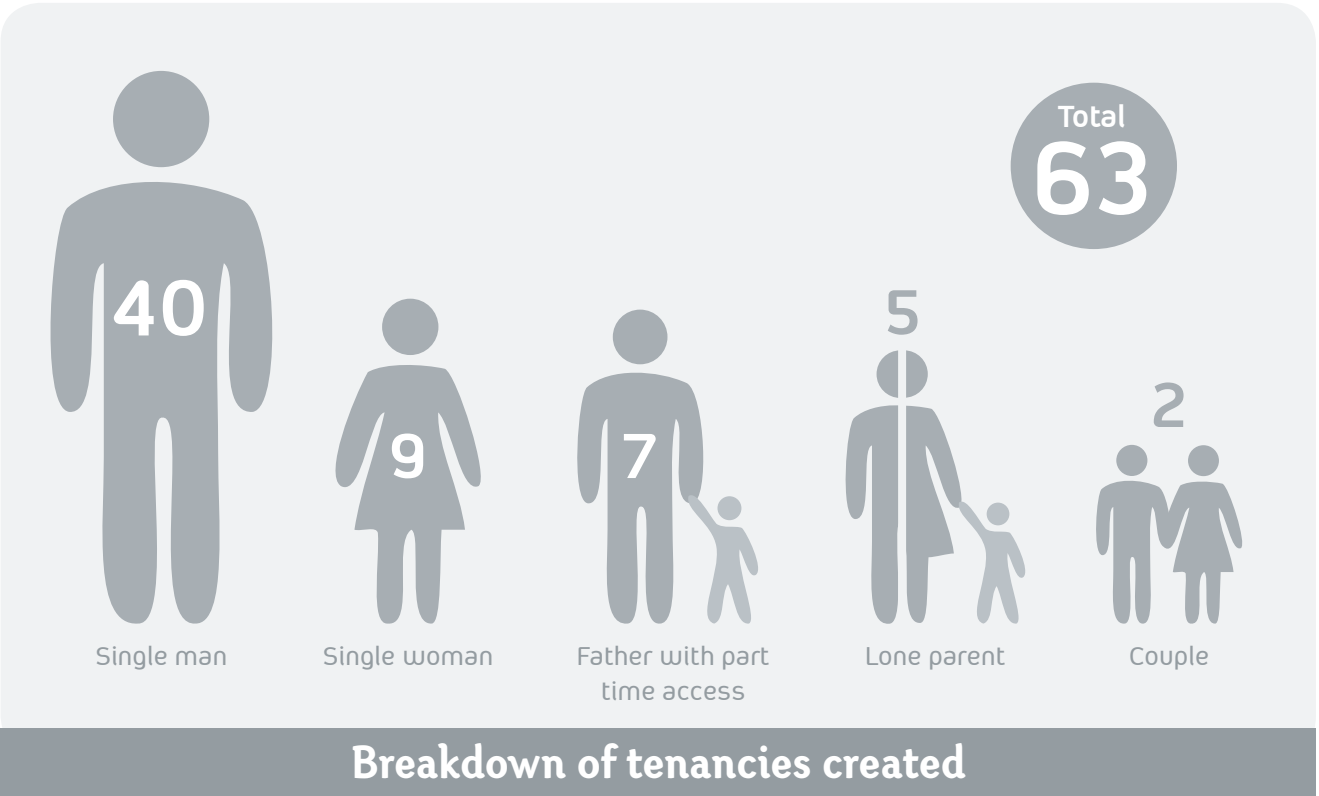 Total
63
40
9
7
5
2
Single man
Single woman
Father with part
time access
Lone parent
Couple
Breakdown of tenancies created